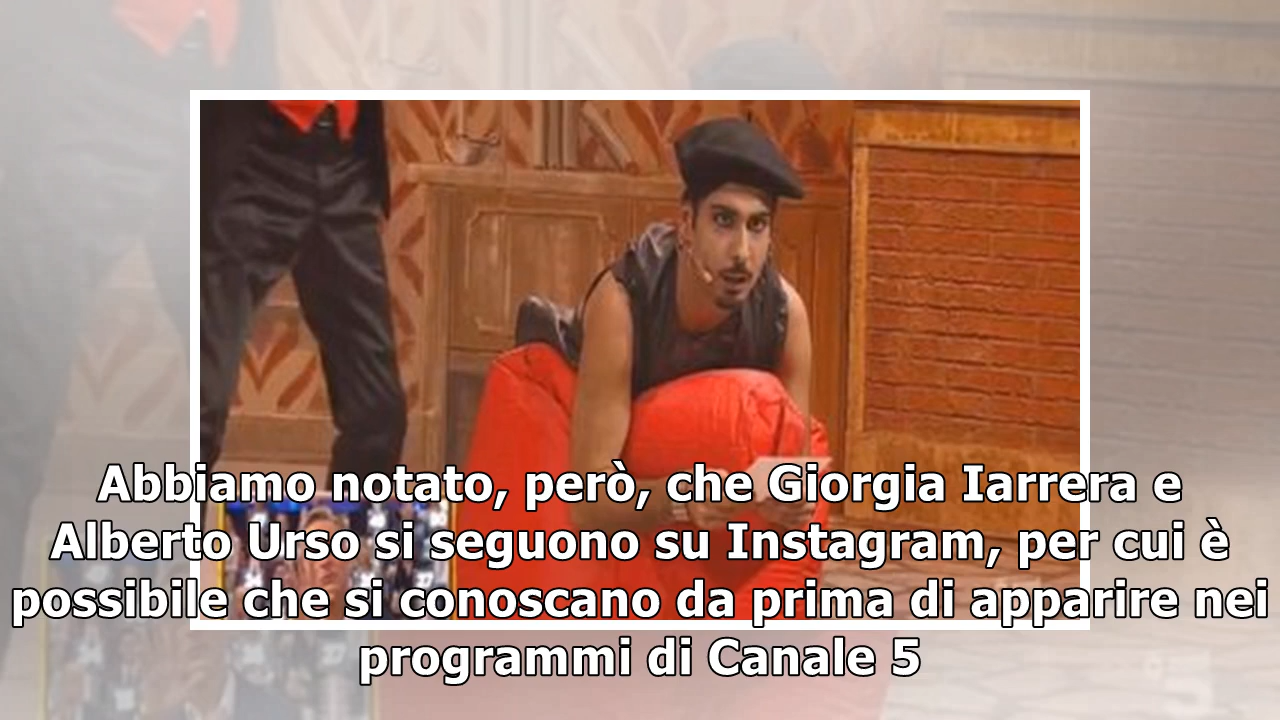 Abbiamo notato, però, che Giorgia Iarrera e
Alberto Urso si seguono su Instagram, per cui è
possibile che si conoscano da prima di apparire nei
programmi di Canale 5